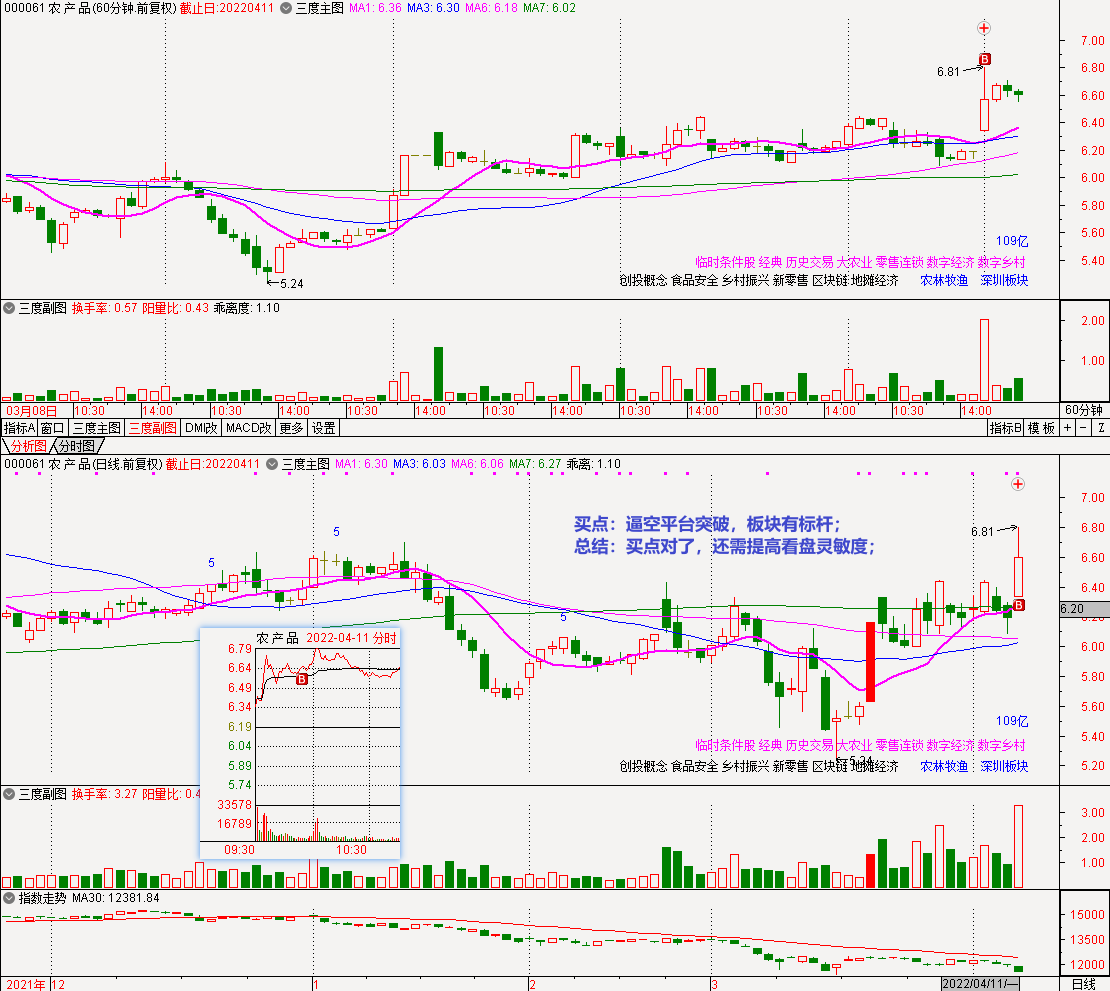 000061 农产品(60分钟.前复权) 截止日:20220411 三度主图 MA1: 6.36 MA3: 6.30 MA6: 6.18 MA7: 6.02
7.00
B
6.81
6.80
6.60
6.40
6.20
6.00
5.80
5.60
109亿
5.40
临时条件股 经典 历史交易 大农业 零售连锁 数字经济 数字乡村
创投概念 食品安全 乡村振兴 新零售 区块链 地摊经济 农林牧渔 深圳板块
5.24
三度副图 换手率: 0.57 阳量比: 0.43 乖离度: 1.10
2.00
1.00
03月08日 10:30 14:00 10:30 14:00 10:30 14:00 10:30 14:00 10:30 14:00 10:30 14:00 10:30 14:00 60分钟
指标A 窗口 三度主图 三度副图 DMI改 MACD改 更多 设置 指标B 模板 + - Z
分析图 分时图
000061 农产品(日线.前复权) 截止日:20220411 三度主图 MA1: 6.30 MA3: 6.03 MA6: 6.06 MA7: 6.27 乖离: 1.10
7.00
买点：逼空平台突破，板块有标杆；
总结：买点对了，还需提高看盘灵敏度；
6.81
6.80
5
5
6.60
6.40
B
6.20
5
6.20
6.00
5.80
5.60
5.40
5.20
农产品 2022-04-11 分时
6.79
6.64
6.49
6.34
6.19
6.04
5.89
5.74
33578
16789
09:30 10:30
B
109亿
临时条件股 经典 历史交易 大农业 零售连锁 数字经济 数字乡村
5.24
创投概念 食品安全 乡村振兴 新零售 区块链 地摊经济 农林牧渔 深圳板块
三度副图 换手率: 3.27 阳量比: 0.4
3.00
2.00
1.00
指数走势 MA30: 12381.84
15000
13500
12000
2021年 12 1 2 3 2022/04/11/一 日线